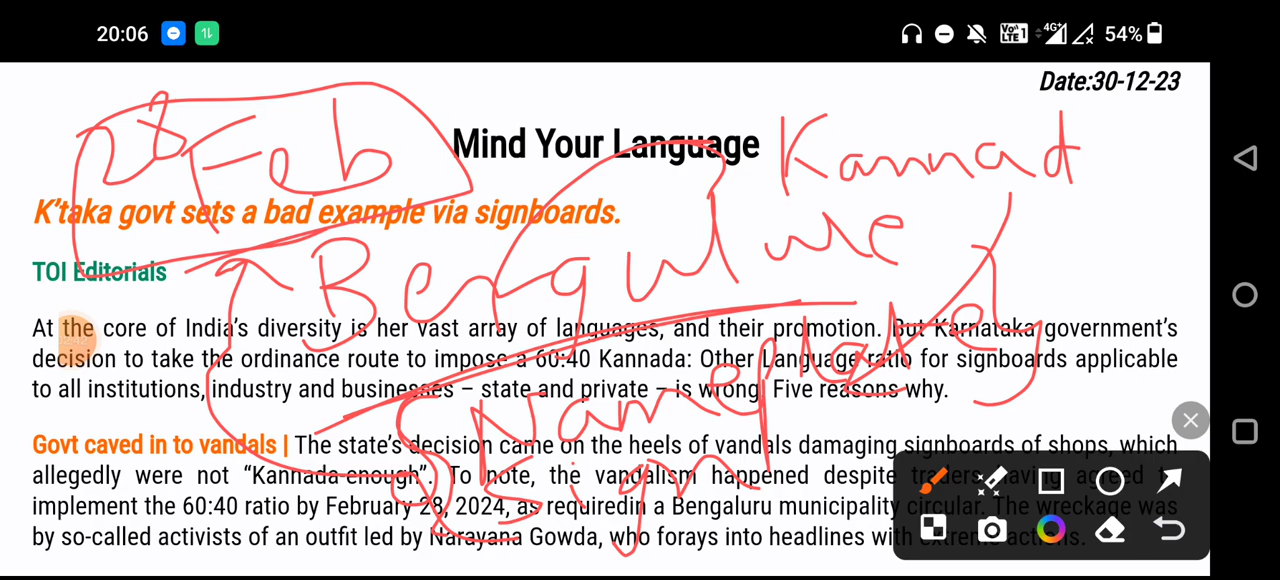 20:06 Vo)) LTE1 4G+ 54%
Date:30-12-23
28 Feb
Mind Your Language
Kannad
K'taka govt sets a bad example via signboards.
Bengulure
TOI Editorials
At the core of India's diversity is her vast array of languages, and their promotion. But Karnataka government's
decision to take the ordinance route to impose a 60:40 Kannada: Other Language ratio for signboards applicable
to all institutions, industry and businesses – state and private – is wrong. Five reasons why.
Nameplates
Sign
Govt caved in to vandals | The state's decision came on the heels of vandals damaging signboards of shops, which
allegedly were not "Kannada enough". To note, the vandalism happened despite traders having agreed t
implement the 60:40 ratio by February 28, 2024, as requiredin a Bengaluru municipality circular. The wreckage was
by so-called activists of an outfit led by Narayana Gowda, who forays into headlines with extreme actions.